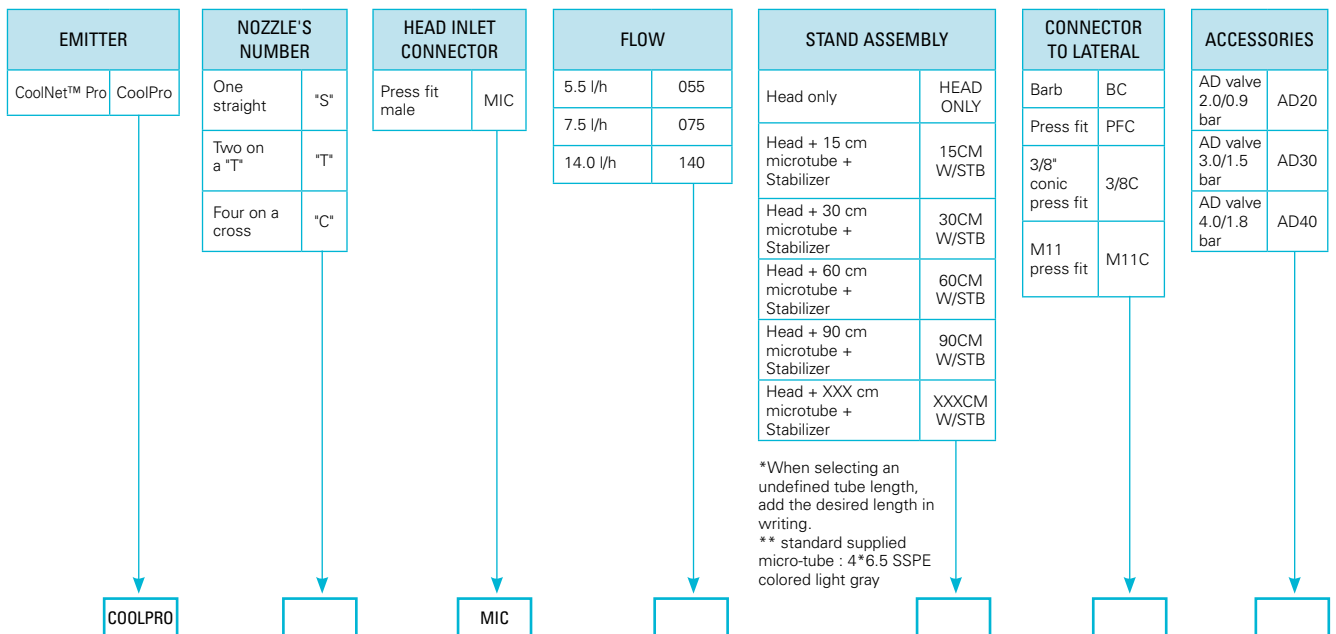 EMITTER
CoolNet™ Pro
CoolPro
NOZZLE'S
NUMBER
One
straight
"S"
Two on
a "T"
"T"
Four on a
cross
"C"
HEAD INLET
CONNECTOR
Press fit
male
MIC
FLOW
5.5 l/h
055
7.5 l/h
075
14.0 l/h
140
STAND ASSEMBLY
Head only
HEAD
ONLY
Head + 15 cm
microtube +
Stabilizer
15CM
W/STB
Head + 30 cm
microtube +
Stabilizer
30CM
W/STB
Head + 60 cm
microtube +
Stabilizer
60CM
W/STB
Head + 90 cm
microtube +
Stabilizer
90CM
W/STB
Head + XXX cm
microtube +
Stabilizer
XXXCM
W/STB
*When selecting an
undefined tube length,
add the desired length in
writing.
** standard supplied
micro-tube : 4*6.5 SSPE
colored light gray
CONNECTOR
TO LATERAL
Barb
BC
Press fit
PFC
3/8"
conic
press fit
3/8C
M11
press fit
M11C
ACCESSORIES
AD valve
2.0/0.9
bar
AD20
AD valve
3.0/1.5
bar
AD30
AD valve
4.0/1.8
bar
AD40
COOLPRO
MIC